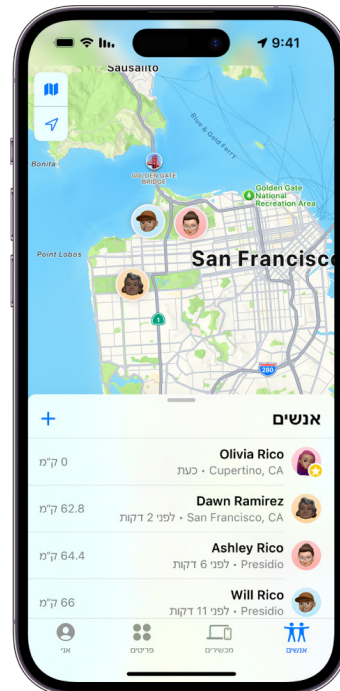 9:41
Sausalito
Blue & Gold Ferry
Bonita
GOLDEN GATE
BRIDGE
Golden Gate
National
Recreation Area
Point Lobos
San Francisco
1
280
אנשים
+
Olivia Rico
Cupertino, CA • כעת
0 ק"מ
Dawn Ramirez
San Francisco, CA • לפני 2 דקות
62.8 ק"מ
Ashley Rico
Presidio • לפני 6 דקות
64.4 ק"מ
Will Rico
Presidio • לפני 11 דקות
66 ק"מ
אנשים
מכשירים
פריטים
אני